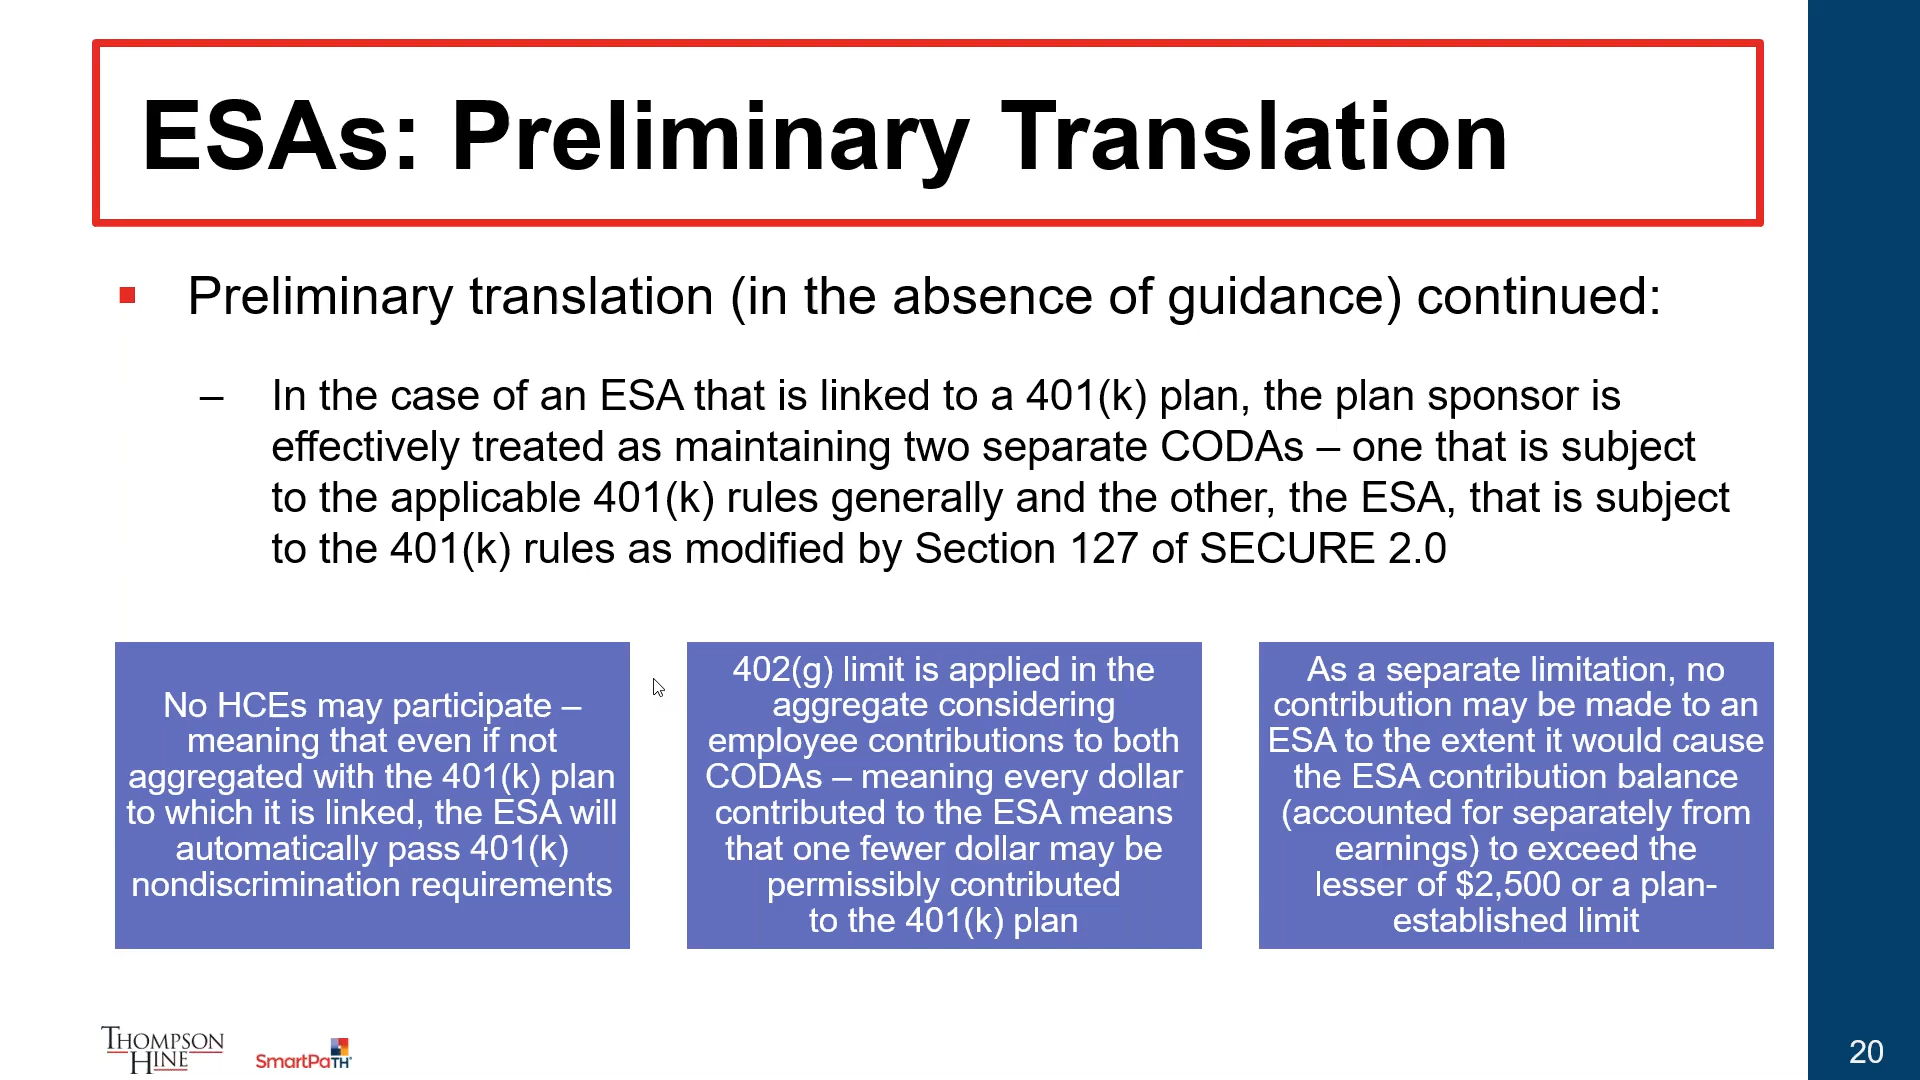 ESAs: Preliminary Translation
Preliminary translation (in the absence of guidance) continued:
– In the case of an ESA that is linked to a 401(k) plan, the plan sponsor is
effectively treated as maintaining two separate CODAs – one that is subject
to the applicable 401(k) rules generally and the other, the ESA, that is subject
to the 401(k) rules as modified by Section 127 of SECURE 2.0
No HCEs may participate –
meaning that even if not
aggregated with the 401(k) plan
to which it is linked, the ESA will
automatically pass 401(k)
nondiscrimination requirements
402(g) limit is applied in the
aggregate considering
employee contributions to both
CODAs – meaning every dollar
contributed to the ESA means
that one fewer dollar may be
permissibly contributed
to the 401(k) plan
As a separate limitation, no
contribution may be made to an
ESA to the extent it would cause
the ESA contribution balance
(accounted for separately from
earnings) to exceed the
lesser of $2,500 or a plan-
established limit
THOMPSON
HINE
SmartPaTH
20